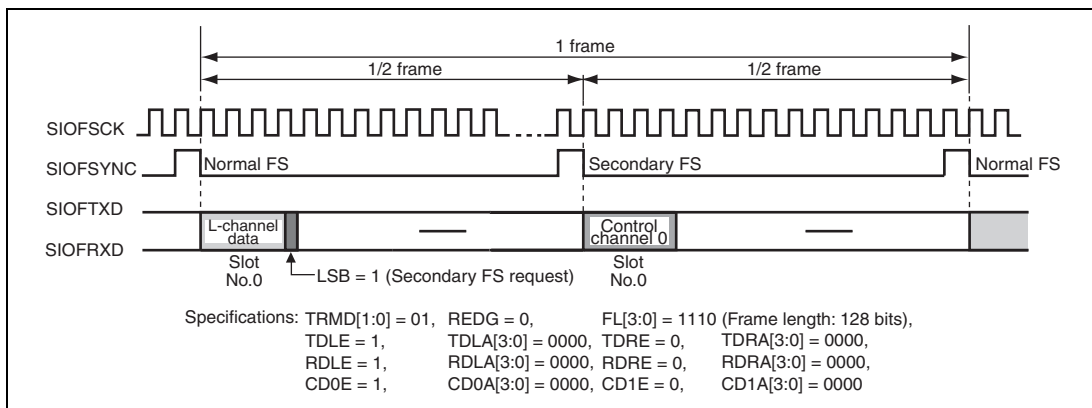 1 frame
1/2 frame 1/2 frame
SIOFSCK
SIOFSYNC Normal FS Secondary FS Normal FS
SIOFTXD
L-channel data Control channel 0
SIOFRXD
Slot No.0 Slot No.0
LSB = 1 (Secondary FS request)
Specifications: TRMD[1:0] = 01, REDG = 0, FL[3:0] = 1110 (Frame length: 128 bits),
TDLE = 1, TDLA[3:0] = 0000, TDRE = 0, TDRA[3:0] = 0000,
RDLE = 1, RDLA[3:0] = 0000, RDRE = 0, RDRA[3:0] = 0000,
CD0E = 1, CD0A[3:0] = 0000, CD1E = 0, CD1A[3:0] = 0000